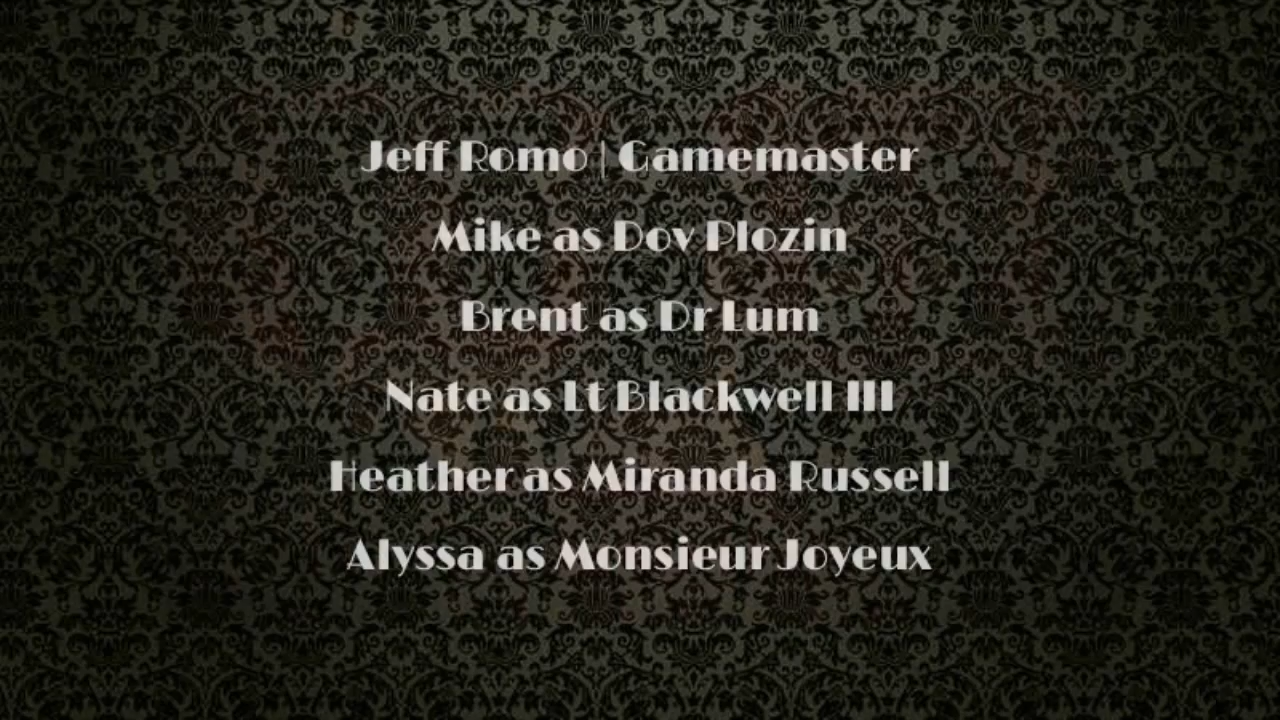 Jeff Romo | Gamemaster
Mike as Dov Plozin
Brent as Dr Lum
Nate as Lt Blackwell III
Heather as Miranda Russell
Alyssa as Monsieur Joyeux